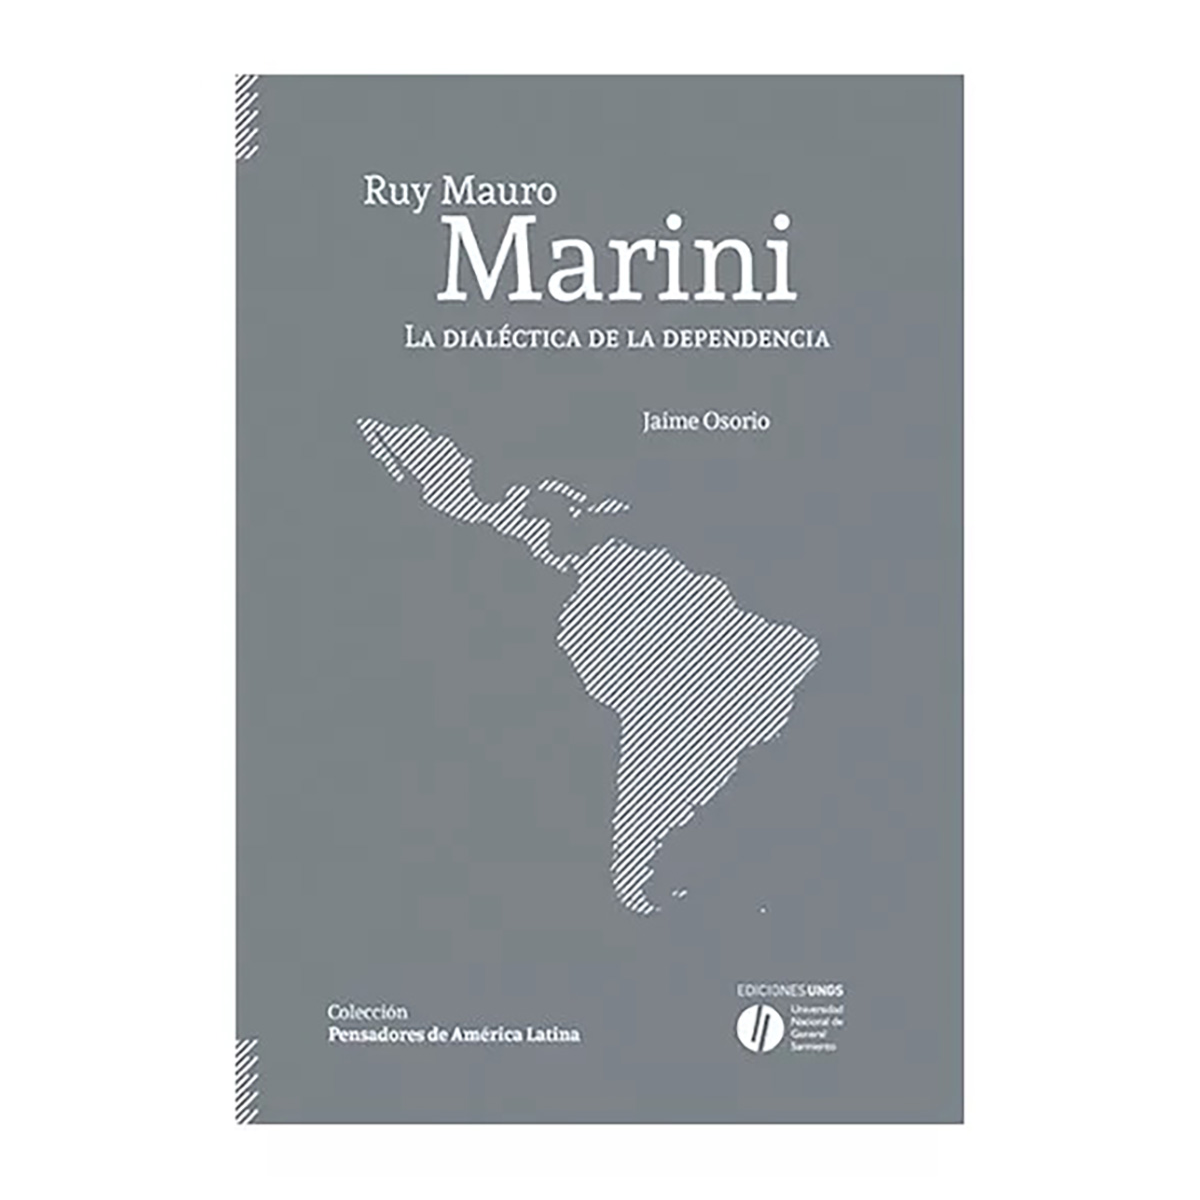 Ruy Mauro
Marini
La dialéctica de la dependencia
Jaime Osorio
Colección
Pensadores de América Latina
EDICIONES UNGS
Universidad
Nacional de
General
Sarmiento